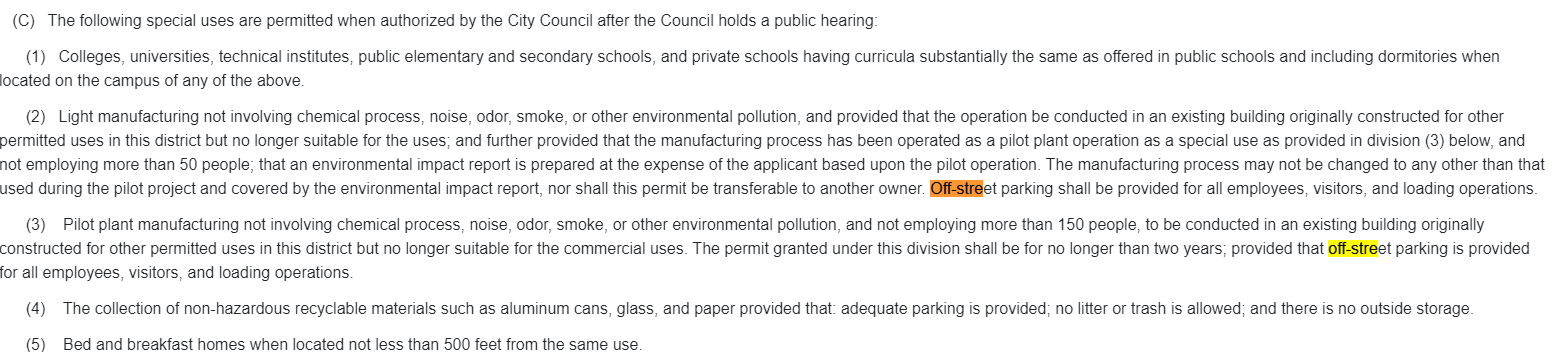 (C) The following special uses are permitted when authorized by the City Council after the Council holds a public hearing:
(1) Colleges, universities, technical institutes, public elementary and secondary schools, and private schools having curricula substantially the same as offered in public schools and including dormitories when
located on the campus of any of the above.
(2) Light manufacturing not involving chemical process, noise, odor, smoke, or other environmental pollution, and provided that the operation be conducted in an existing building originally constructed for other
permitted uses in this district but no longer suitable for the uses; and further provided that the manufacturing process has been operated as a pilot plant operation as a special use as provided in division (3) below, and
not employing more than 50 people; that an environmental impact report is prepared at the expense of the applicant based upon the pilot operation. The manufacturing process may not be changed to any other than that
used during the pilot project and covered by the environmental impact report, nor shall this permit be transferable to another owner. Off-street parking shall be provided for all employees, visitors, and loading operations.
(3) Pilot plant manufacturing not involving chemical process, noise, odor, smoke, or other environmental pollution, and not employing more than 150 people, to be conducted in an existing building originally
constructed for other permitted uses in this district but no longer suitable for the commercial uses. The permit granted under this division shall be for no longer than two years; provided that off-street parking is provided
for all employees, visitors, and loading operations.
(4) The collection of non-hazardous recyclable materials such as aluminum cans, glass, and paper provided that: adequate parking is provided; no litter or trash is allowed; and there is no outside storage.
(5) Bed and breakfast homes when located not less than 500 feet from the same use.